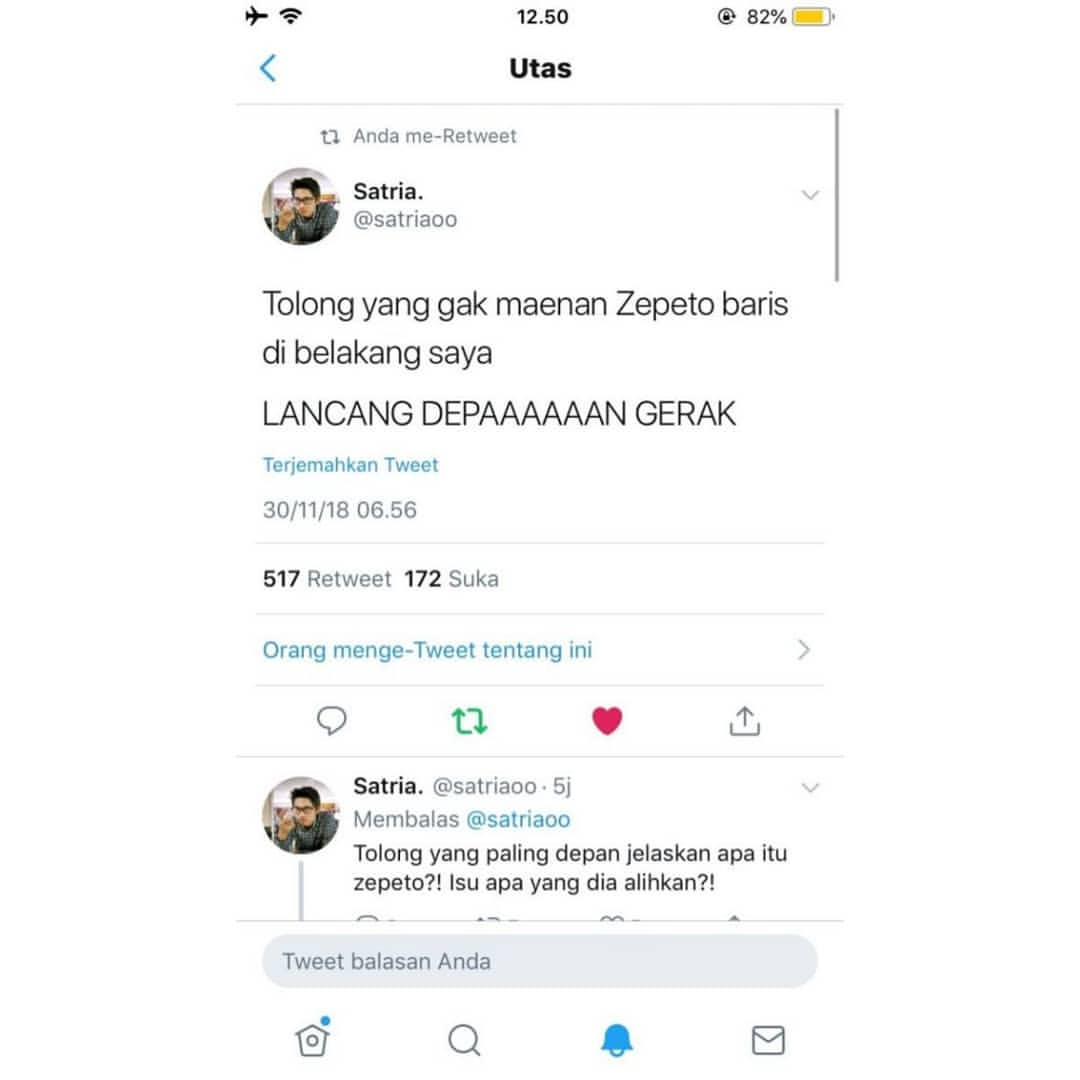 12.50
82%
Utas
Anda me-Retweet
Satria.
@satriaoo
Tolong yang gak maenan Zepeto baris
di belakang saya
LANCANG DEPAAAAAAN GERAK
Terjemahkan Tweet
30/11/18 06.56
517 Retweet 172 Suka
Orang menge-Tweet tentang ini
Satria. @satriaoo · 5j
Membalas @satriaoo
Tolong yang paling depan jelaskan apa itu
zepeto?! Isu apa yang dia alihkan?!
Tweet balasan Anda